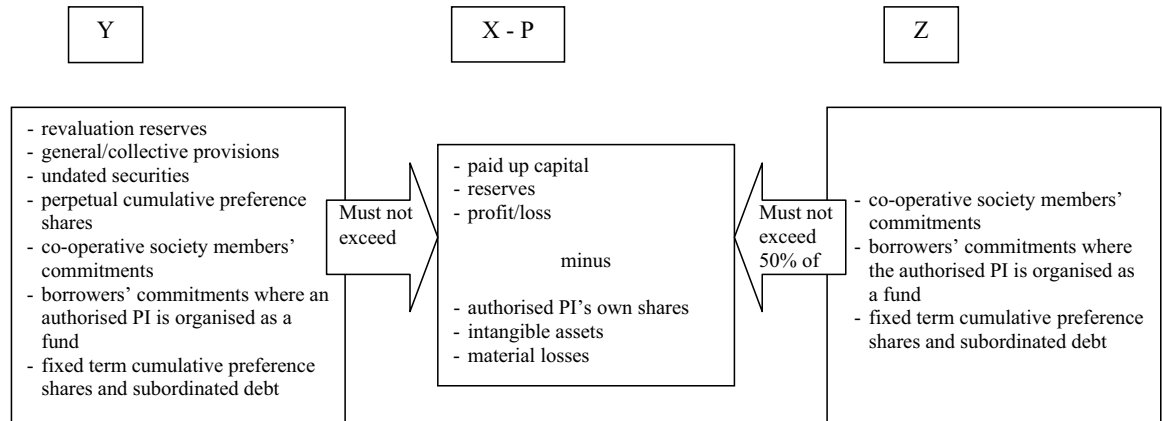 Y
X - P
Z
- revaluation reserves
- general/collective provisions
- undated securities
- perpetual cumulative preference
shares
- co-operative society members’
commitments
- borrowers’ commitments where an
authorised PI is organised as a
fund
- fixed term cumulative preference
shares and subordinated debt
Must not
exceed
- paid up capital
- reserves
- profit/loss
minus
- authorised PI’s own shares
- intangible assets
- material losses
Must not
exceed
50% of
- co-operative society members’
commitments
- borrowers’ commitments where
the authorised PI is organised as
a fund
- fixed term cumulative preference
shares and subordinated debt